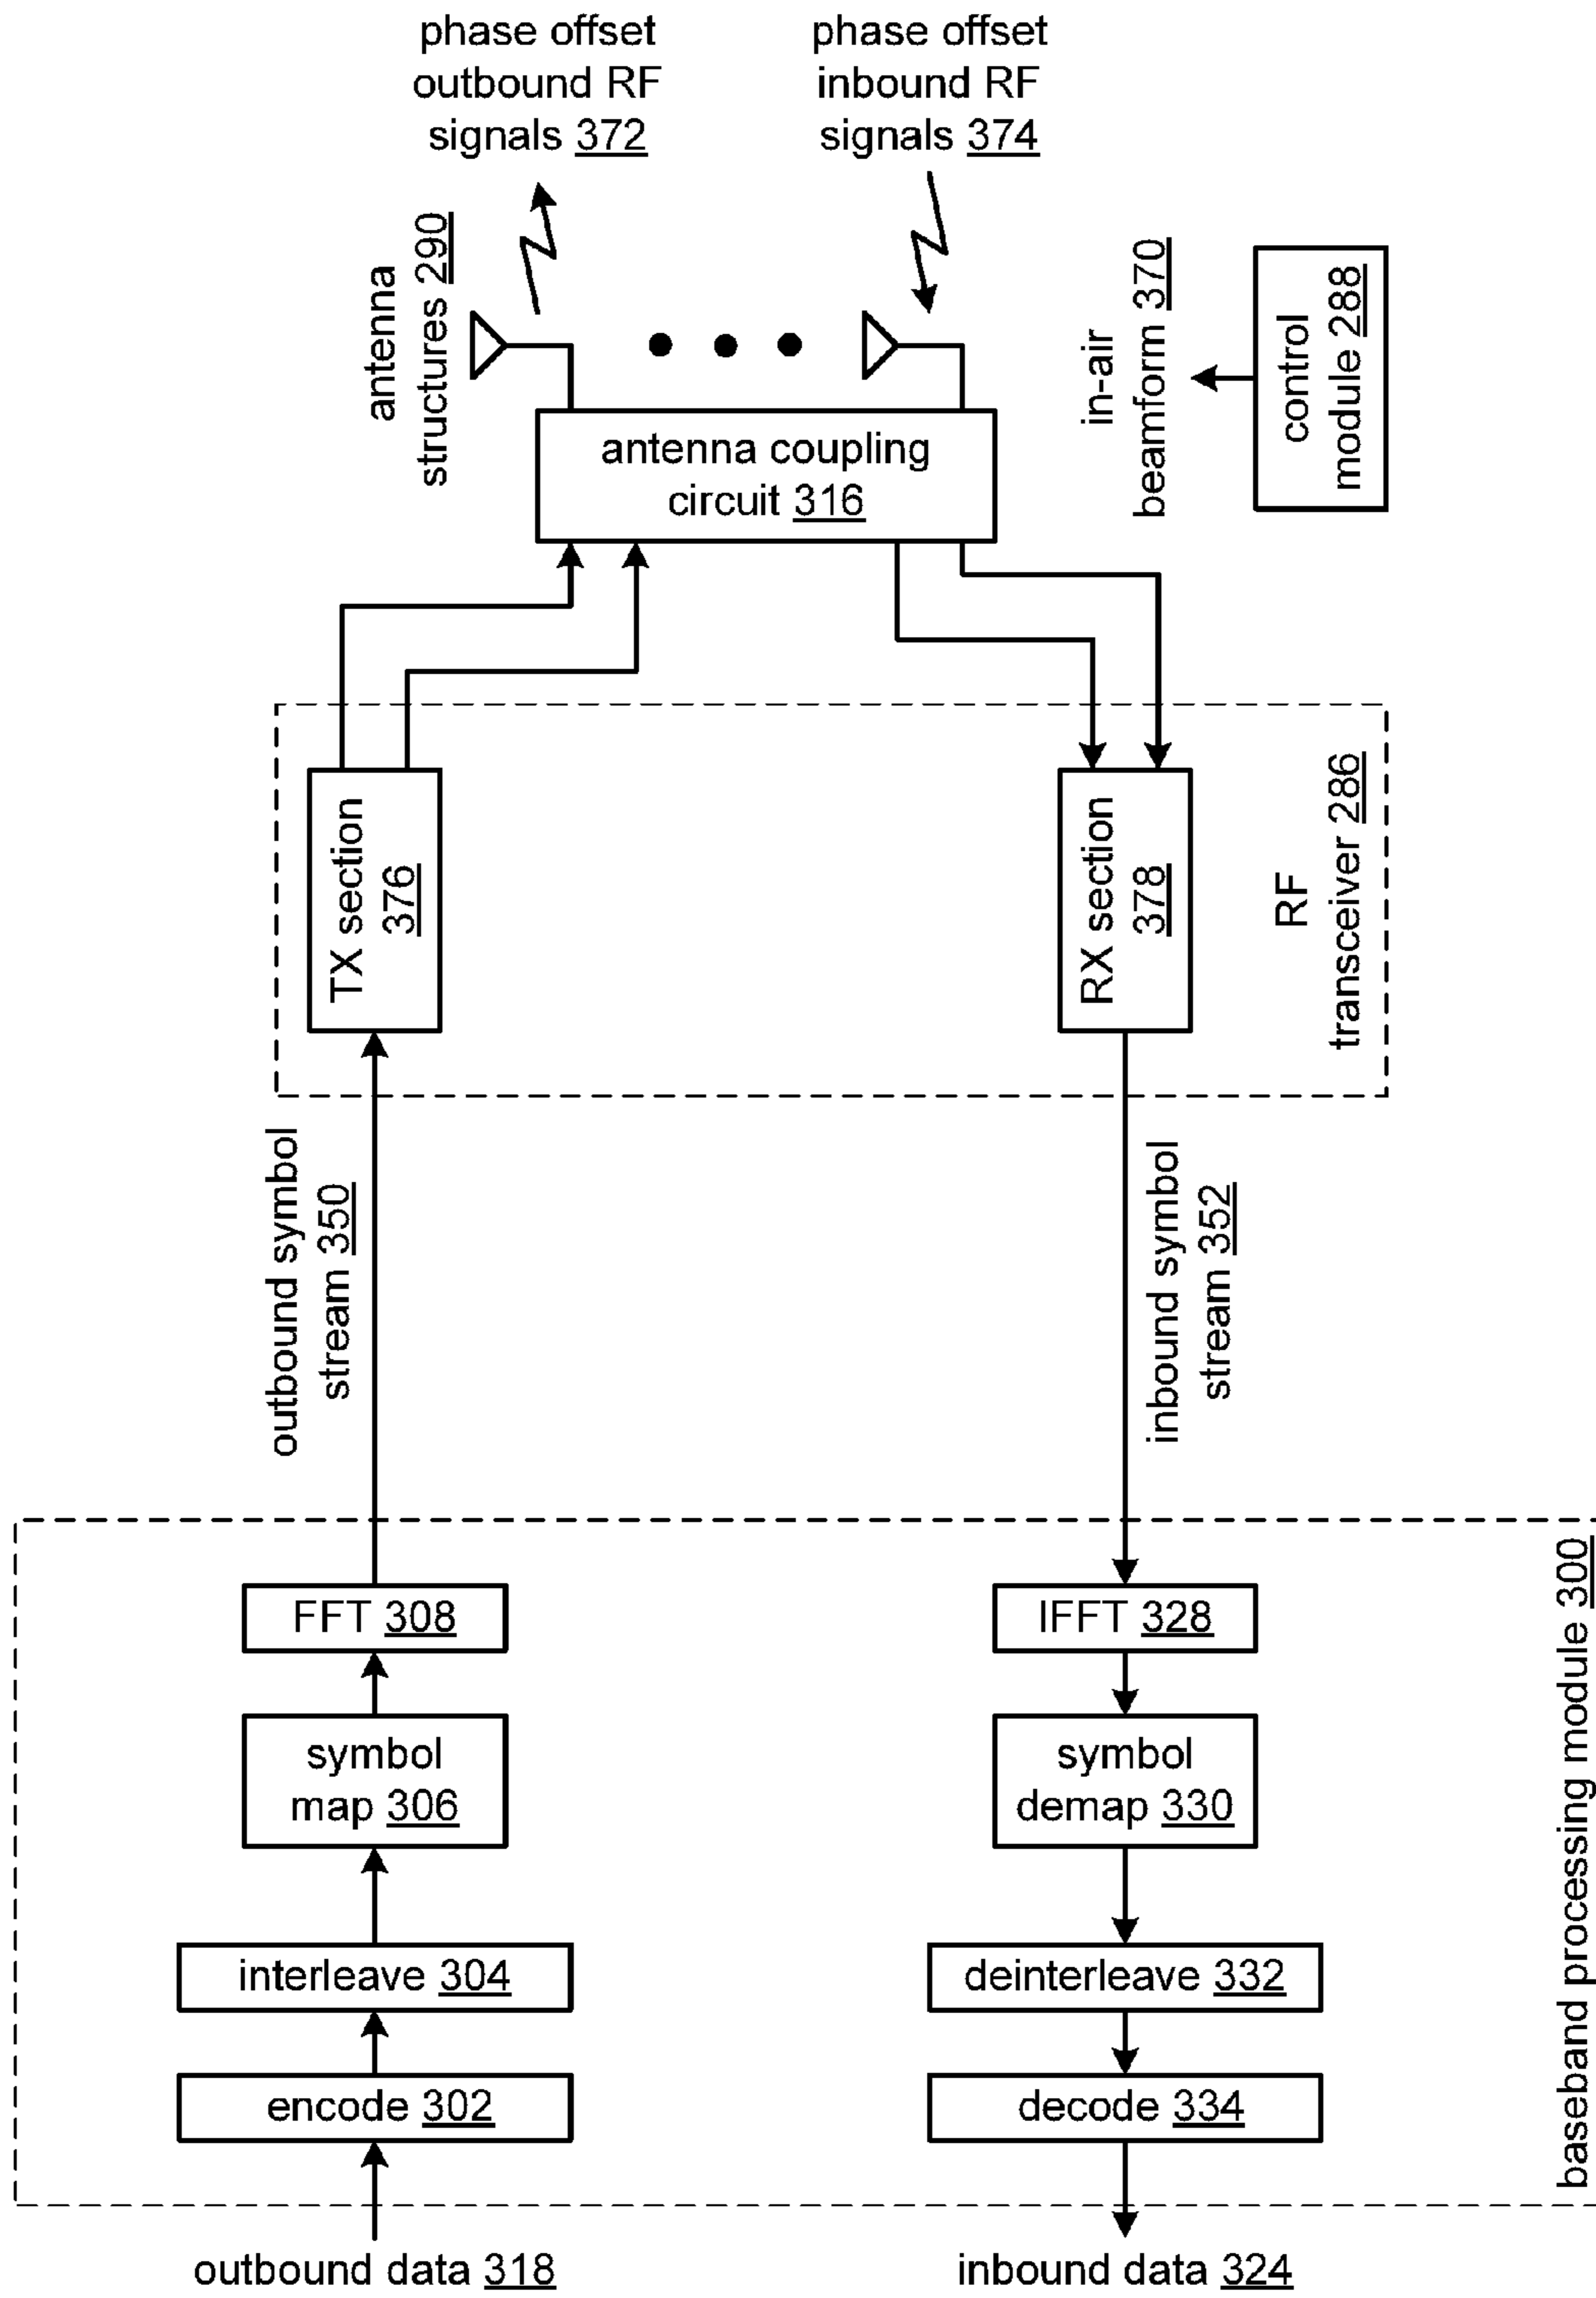 phase offset
outbound RF
signals 372
phase offset
inbound RF
signals 374
antenna
structures 290
in-air
beamform 370
control
module 288
antenna coupling
circuit 316
TX section
376
RX section
378
RF
transceiver 286
outbound symbol
stream 350
inbound symbol
stream 352
FFT 308
IFFT 328
symbol
map 306
symbol
demap 330
interleave 304
deinterleave 332
encode 302
decode 334
baseband processing module 300
outbound data 318
inbound data 324